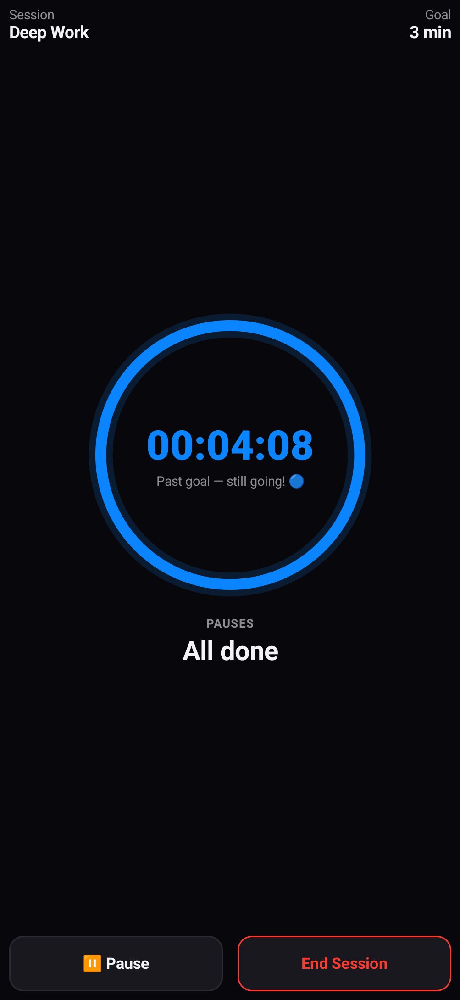 Session
Goal
Deep Work
3 min
00:04:08
Past goal — still going! 🔵
PAUSES
All done
⏸️ Pause
End Session